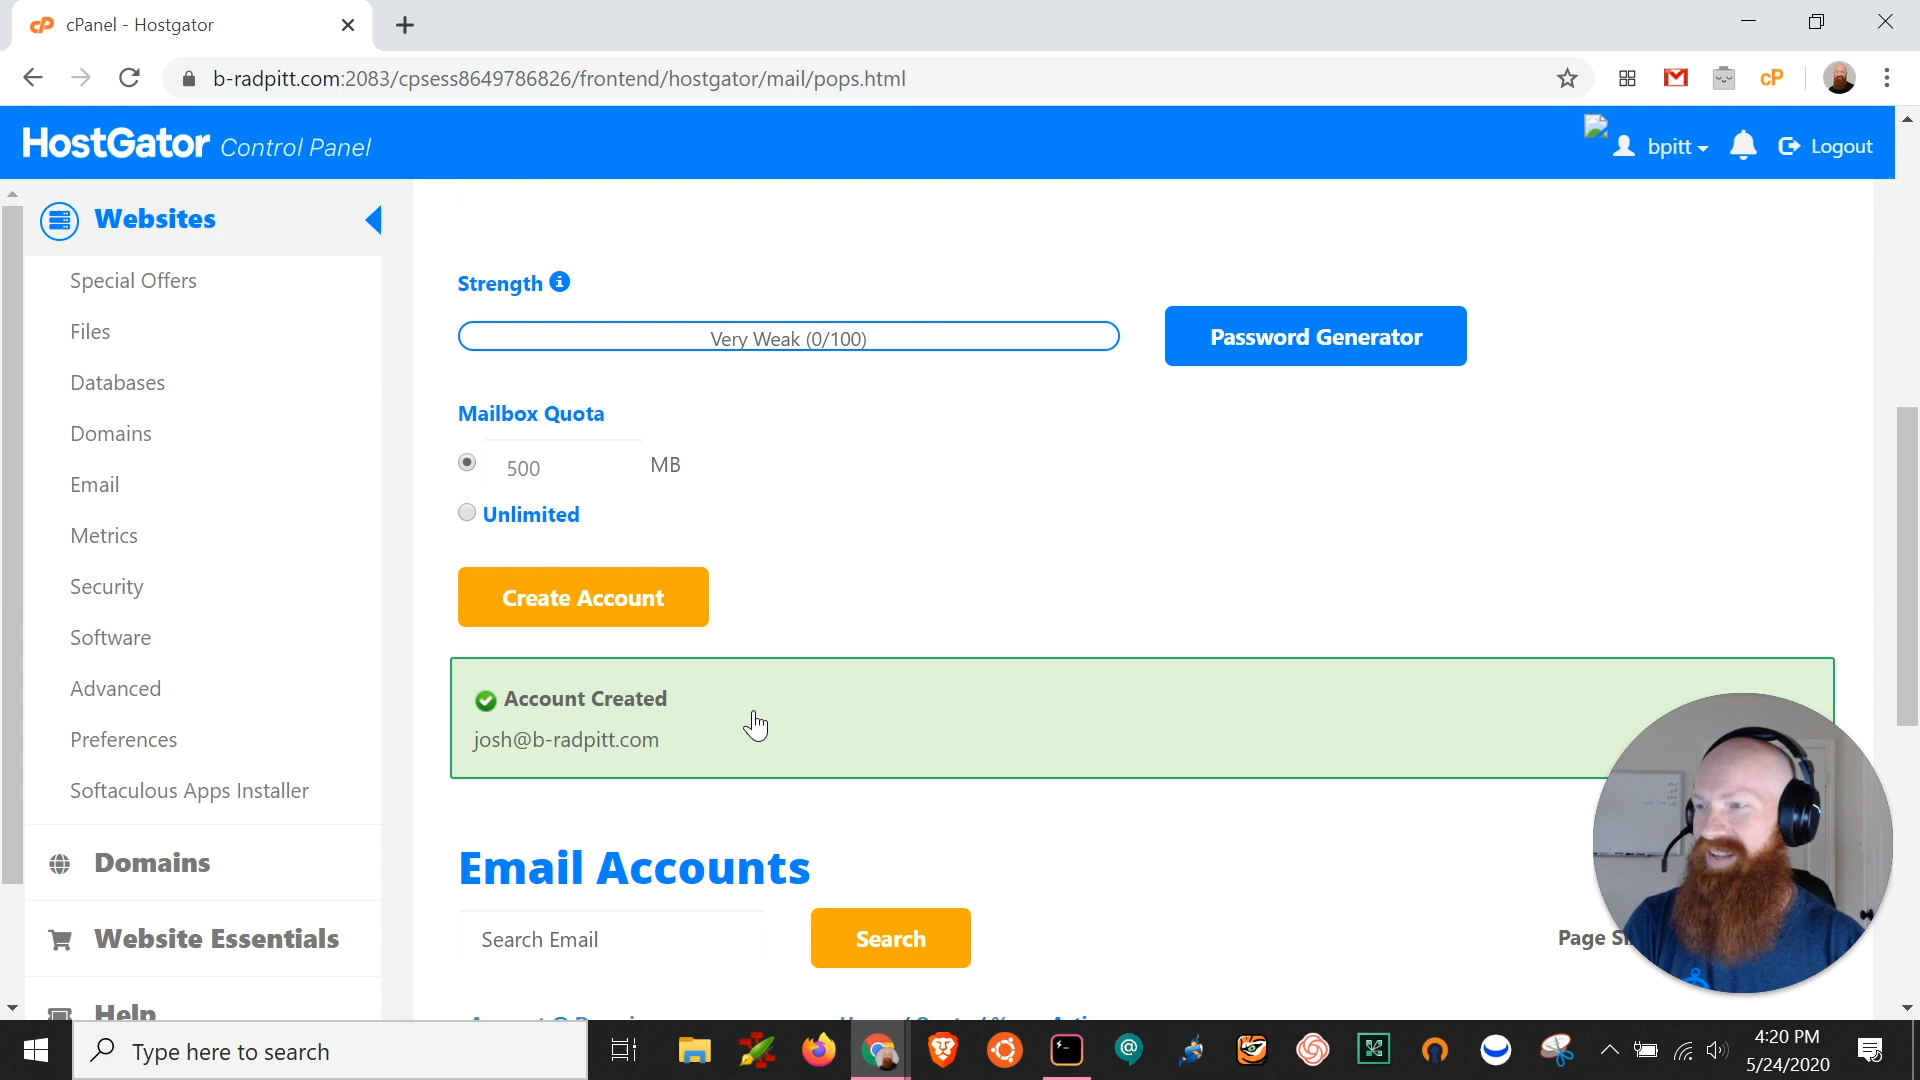 cPanel - Hostgator
b-radpitt.com:2083/cpsess8649786826/frontend/hostgator/mail/pops.html
cP
HostGator Control Panel
bpitt
Logout
Websites
Special Offers
Files
Databases
Domains
Email
Metrics
Security
Software
Advanced
Preferences
Softaculous Apps Installer
Domains
Website Essentials
Help
Strength
Very Weak (0/100)
Password Generator
Mailbox Quota
500
MB
Unlimited
Create Account
Account Created
josh@b-radpitt.com
Email Accounts
Search Email
Search
Page
Type here to search
4:20 PM
5/24/2020